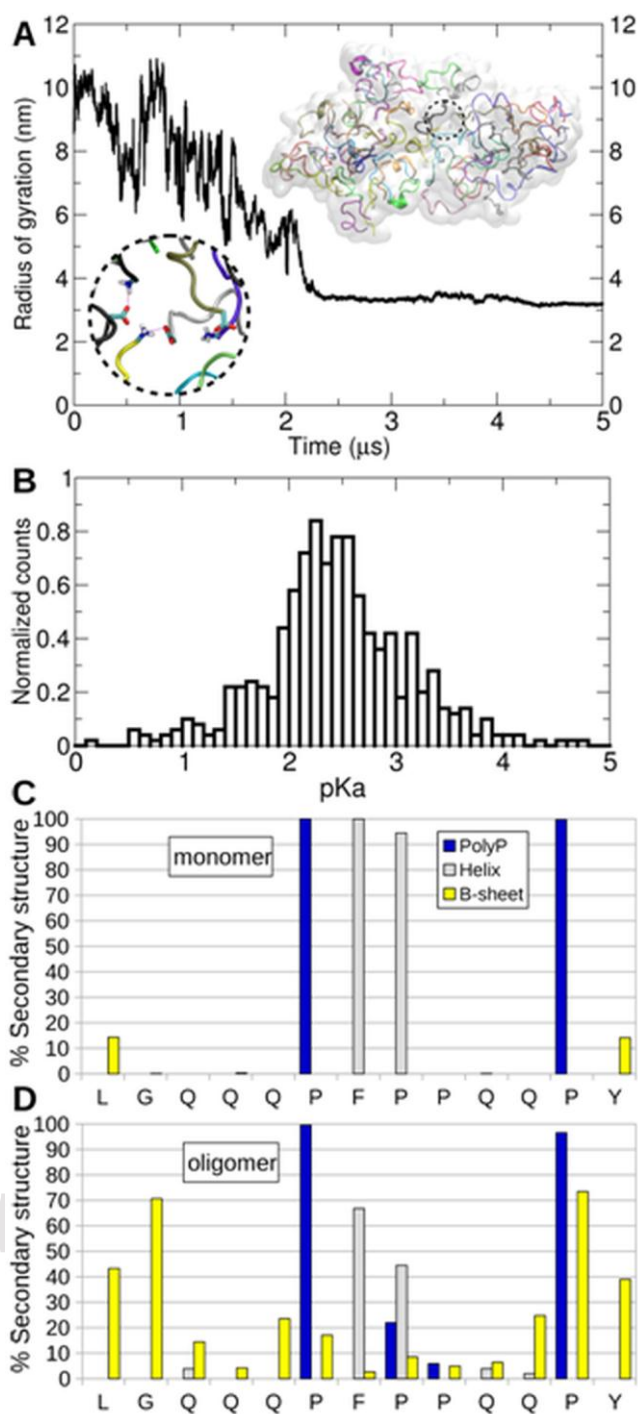 A
12 12
10 10
8 8
6 6
4 4
2 2
0 0
Radius of gyration (nm)
0 1 2 3 4 5
Time (μs)
B
1
0.8
0.6
0.4
0.2
0
Normalized counts
0 1 2 3 4 5
pKa
C
100
90
80
70
60
50
40
30
20
10
0
% Secondary structure
monomer
PolyP
Helix
B-sheet
L G Q Q Q P F P P Q Q P Y
D
100
90
80
70
60
50
40
30
20
10
0
% Secondary structure
oligomer
L G Q Q Q P F P P Q Q P Y